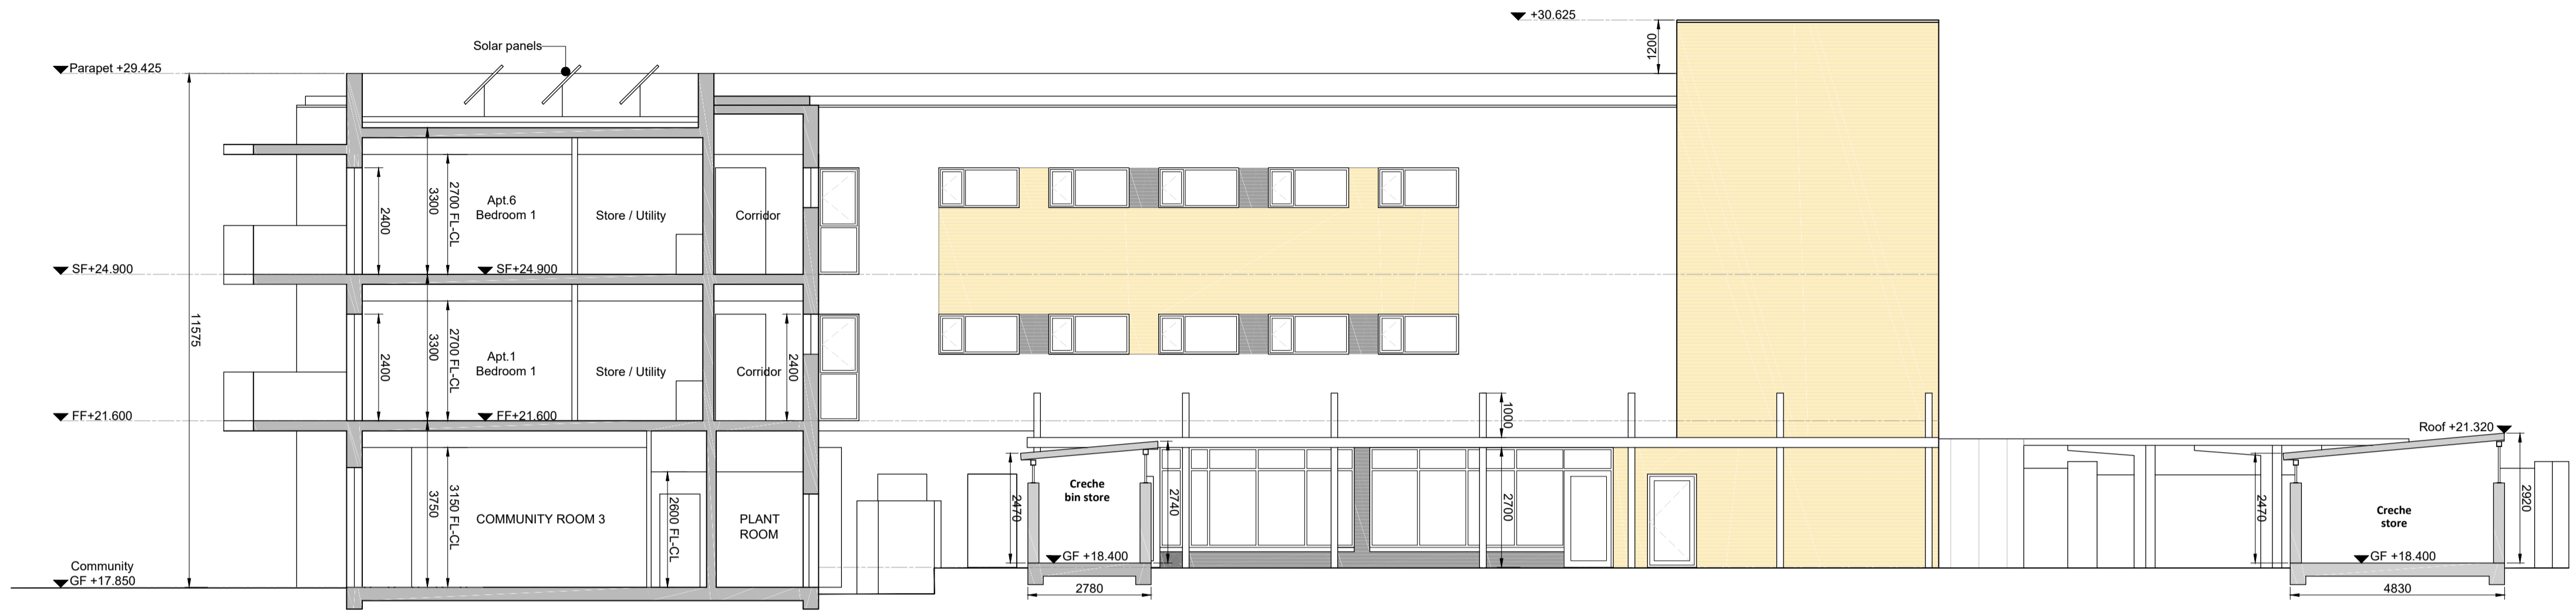 +30.625
1200
Solar panels
Parapet +29.425
11575
2400
3300
2700 FL-CL
Apt.6
Bedroom 1
Store / Utility
Corridor
SF+24.900
SF+24.900
2400
3300
2700 FL-CL
Apt.1
Bedroom 1
Store / Utility
Corridor
2400
FF+21.600
FF+21.600
1000
Roof +21.320
3750
3150 FL-CL
COMMUNITY ROOM 3
2600 FL-CL
PLANT
ROOM
2470
Creche
bin store
2740
2700
2470
Creche
store
2920
GF +18.400
GF +18.400
Community
GF +17.850
2780
4830